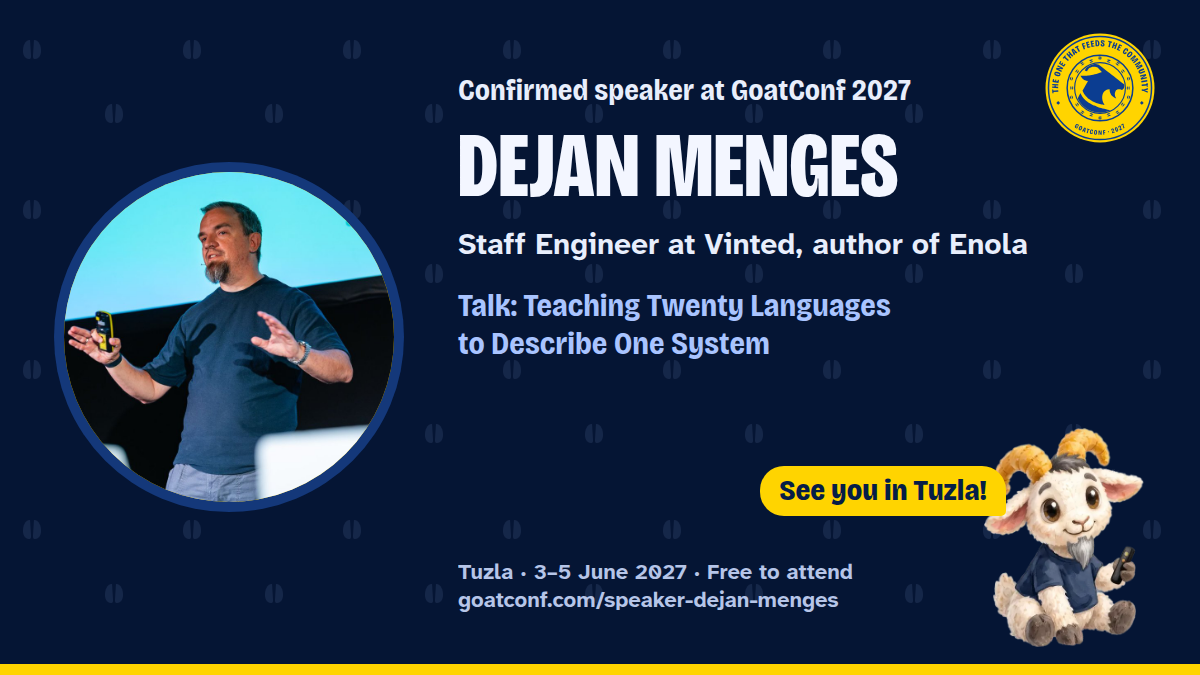 Confirmed speaker at GoatConf 2027
THE ONE THAT FEEDS THE COMMUNITY
GOATCONF · 2027
DEJAN MENGES
Staff Engineer at Vinted, author of Enola
Talk: Teaching Twenty Languages
to Describe One System
See you in Tuzla!
Tuzla · 3–5 June 2027 · Free to attend
goatconf.com/speaker-dejan-menges